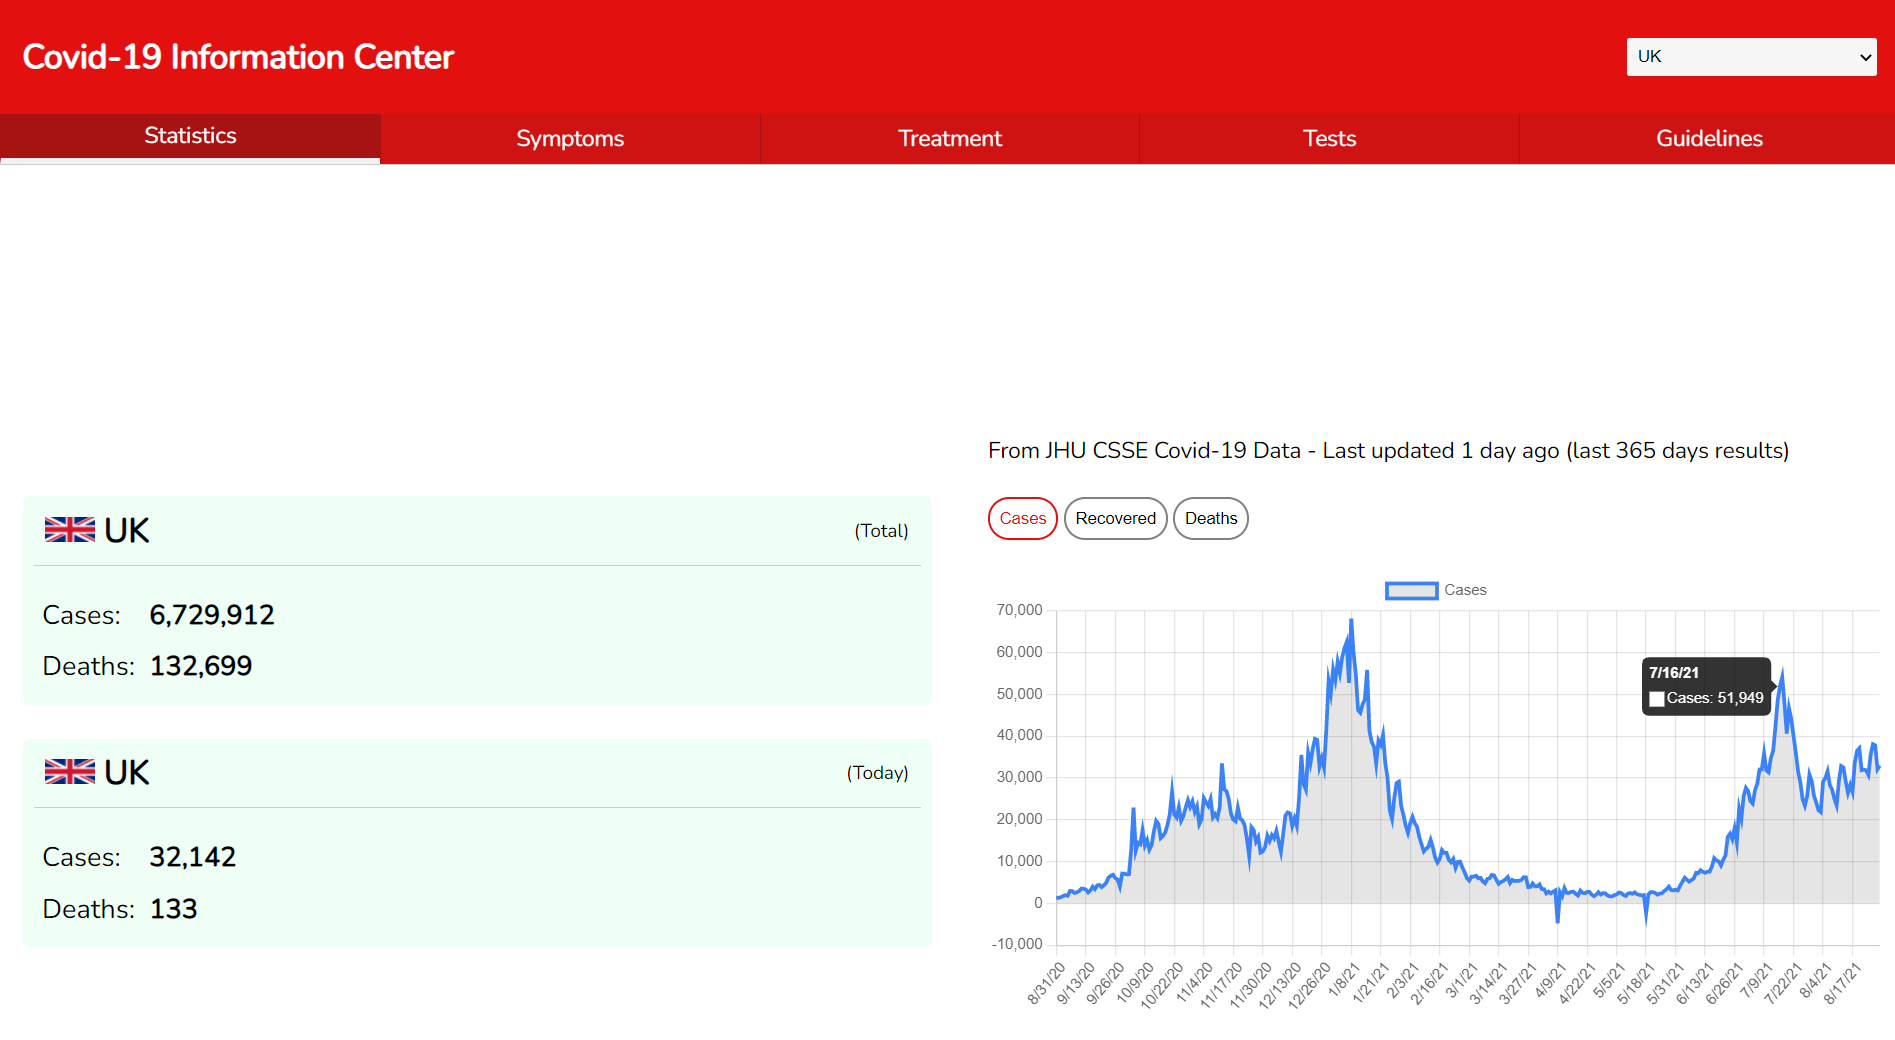 Covid-19 Information Center
UK
Statistics
Symptoms
Treatment
Tests
Guidelines
UK
(Total)
Cases: 6,729,912
Deaths: 132,699
UK
(Today)
Cases: 32,142
Deaths: 133
From JHU CSSE Covid-19 Data - Last updated 1 day ago (last 365 days results)
Cases
Recovered
Deaths
Cases
70,000
60,000
50,000
40,000
30,000
20,000
10,000
0
-10,000
7/16/21
Cases: 51,949
8/31/20
9/13/20
9/26/20
10/9/20
10/22/20
11/4/20
11/17/20
11/30/20
12/13/20
12/26/20
1/8/21
1/21/21
2/3/21
2/16/21
3/1/21
3/14/21
3/27/21
4/9/21
4/22/21
5/5/21
5/18/21
5/31/21
6/13/21
6/26/21
7/9/21
7/22/21
8/4/21
8/17/21